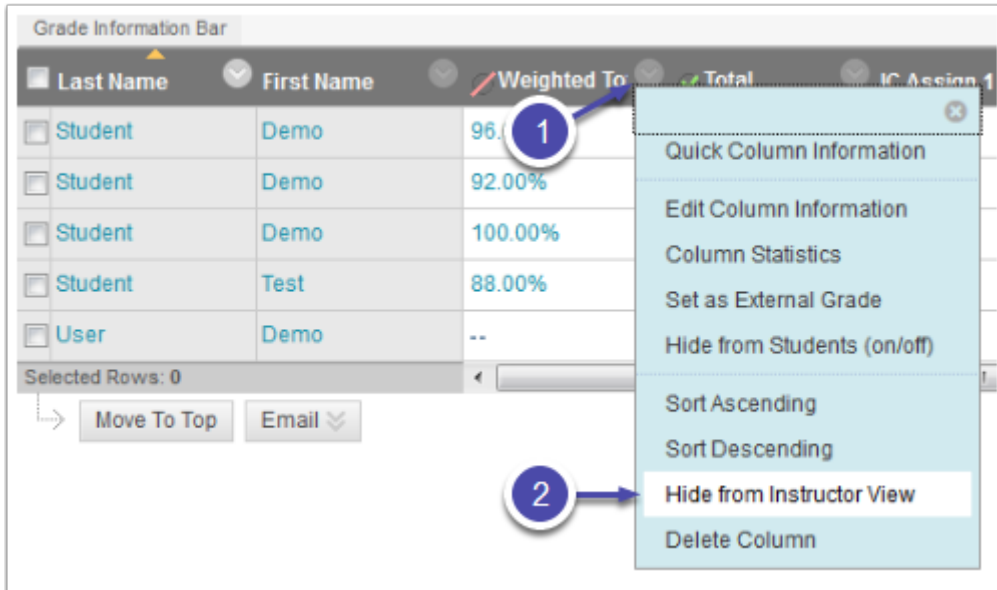 Grade Information Bar
Last Name First Name Weighted To Total IC Assign 1
Student Demo 96.
1
Quick Column Information
Student Demo 92.00%
Edit Column Information
Student Demo 100.00%
Column Statistics
Student Test 88.00%
Set as External Grade
User Demo --
Hide from Students (on/off)
Selected Rows: 0
Move To Top Email
Sort Ascending
Sort Descending
2
Hide from Instructor View
Delete Column